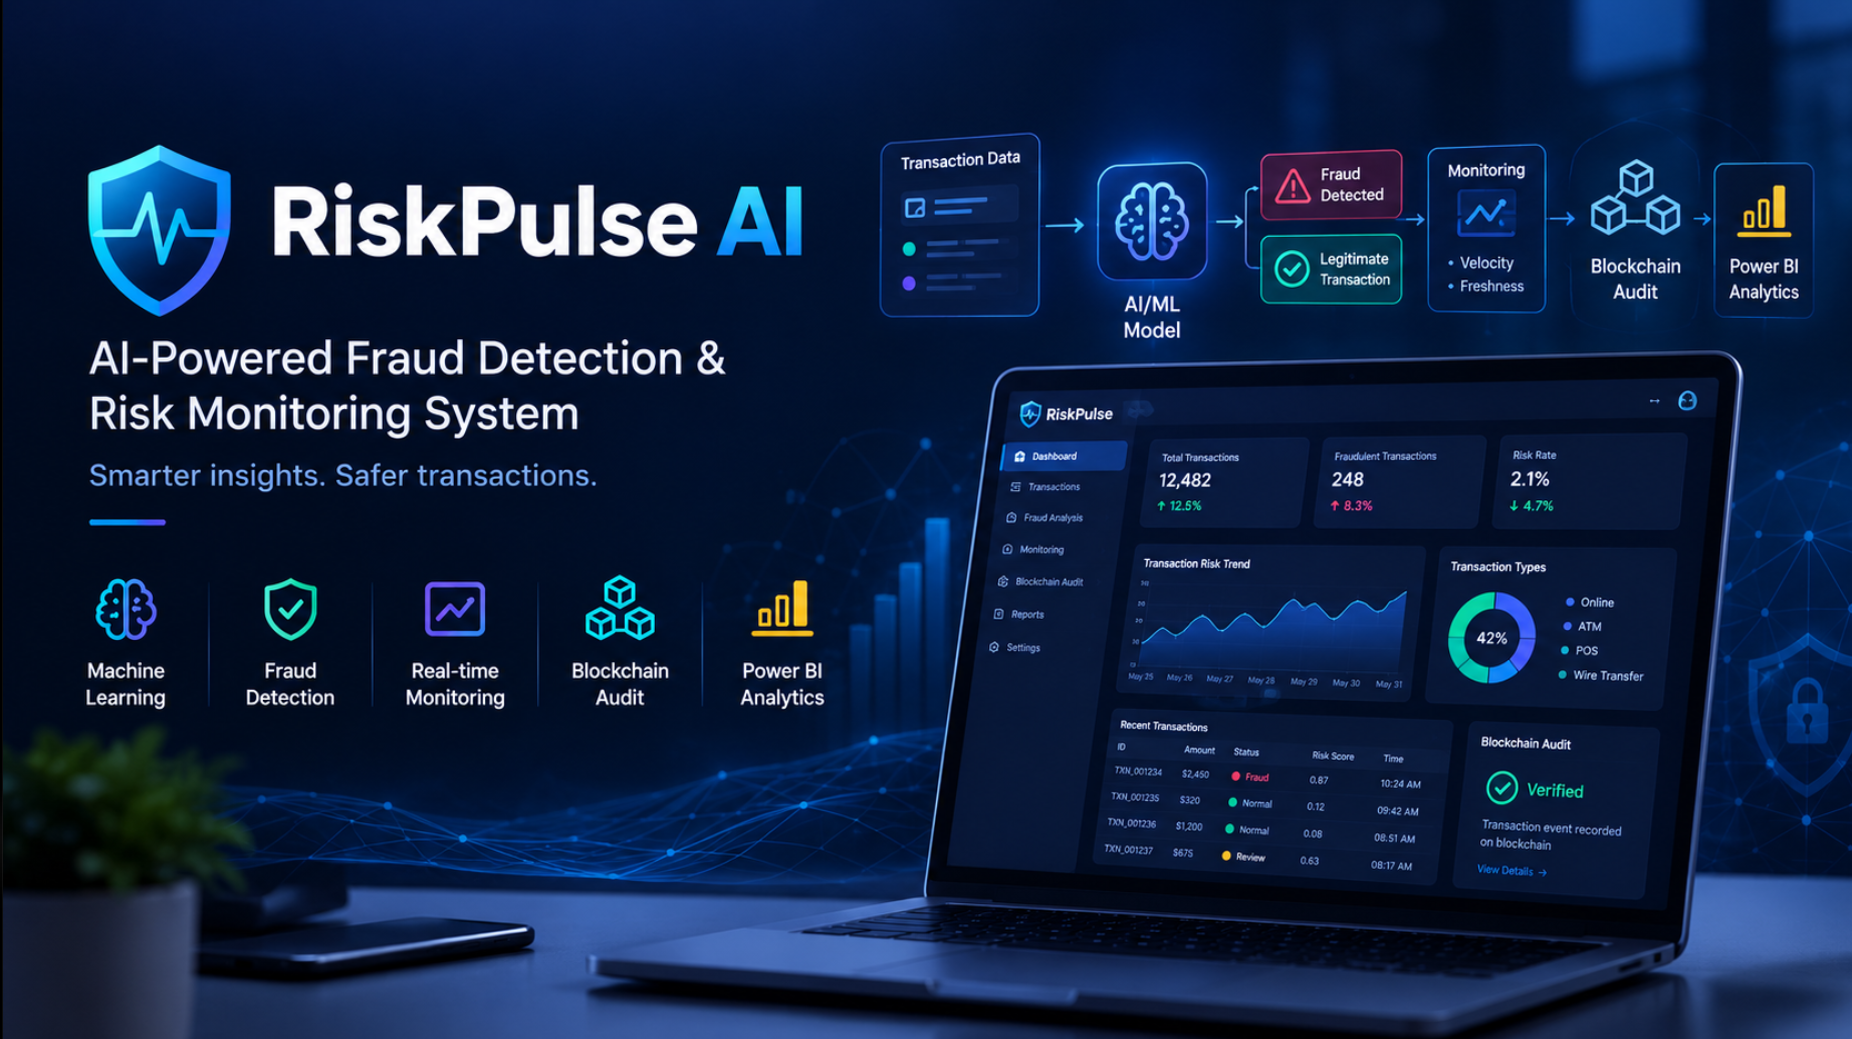 RiskPulse AI
AI-Powered Fraud Detection &
Risk Monitoring System
Smarter insights. Safer transactions.
Machine
Learning
Fraud
Detection
Real-time
Monitoring
Blockchain
Audit
Power BI
Analytics
Transaction Data
AI/ML
Model
Fraud
Detected
Legitimate
Transaction
Monitoring
• Velocity
• Freshness
Blockchain
Audit
Power BI
Analytics
RiskPulse
Dashboard
Transactions
Fraud Analysis
Monitoring
Blockchain Audit
Reports
Settings
Total Transactions
12,482
↑ 12.5%
Fraudulent Transactions
248
↑ 8.3%
Risk Rate
2.1%
↓ 4.7%
Transaction Risk Trend
May 25 May 26 May 27 May 28 May 29 May 30 May 31
Transaction Types
42%
Online
ATM
POS
Wire Transfer
Recent Transactions
ID Amount Status Risk Score Time
TXN_001234 $2,450 Fraud 0.87 10:24 AM
TXN_001235 $320 Normal 0.12 09:42 AM
TXN_001236 $1,200 Normal 0.08 08:51 AM
TXN_001237 $675 Review 0.63 08:17 AM
Blockchain Audit
Verified
Transaction event recorded
on blockchain
View Details →